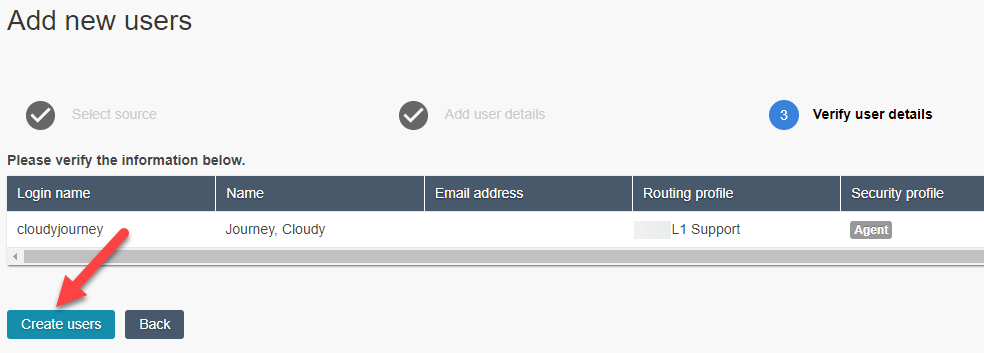 Add new users
Select source
Add user details
3 Verify user details
Please verify the information below.
Login name Name Email address Routing profile Security profile
cloudyjourney Journey, Cloudy L1 Support Agent
Create users Back